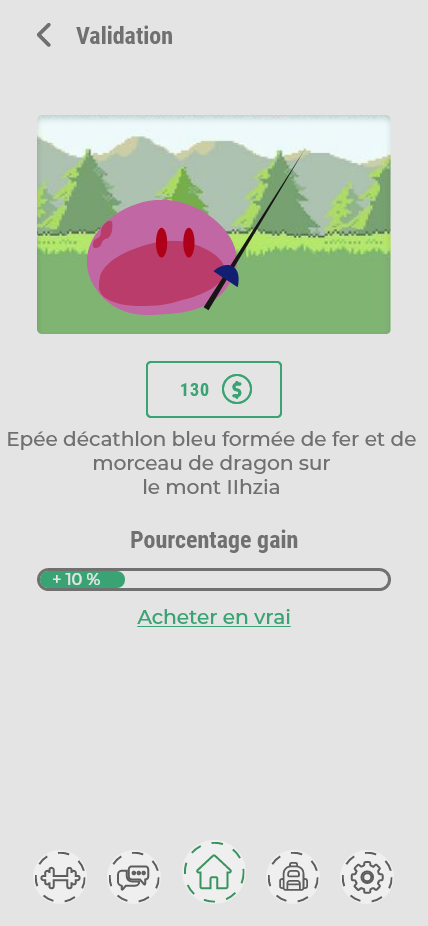 Validation
130 $
Epée décathlon bleu formée de fer et de
morceau de dragon sur
le mont IIhzia
Pourcentage gain
+ 10 %
Acheter en vrai